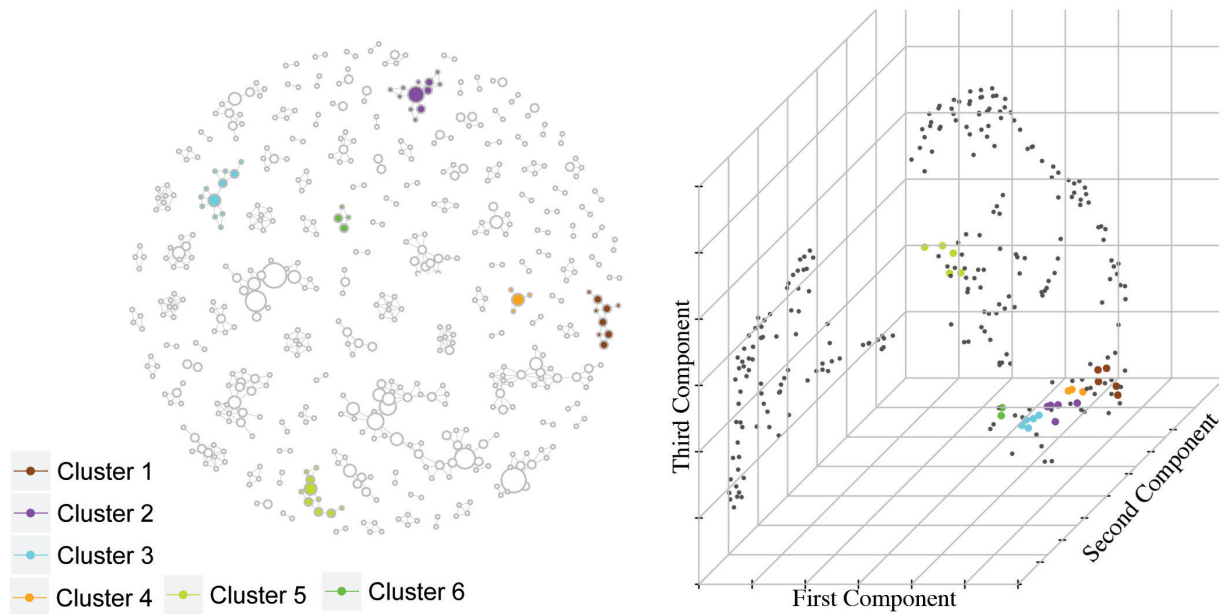 Cluster 1
Cluster 2
Cluster 3
Cluster 4
Cluster 5
Cluster 6
Third Component
First Component
Second Component